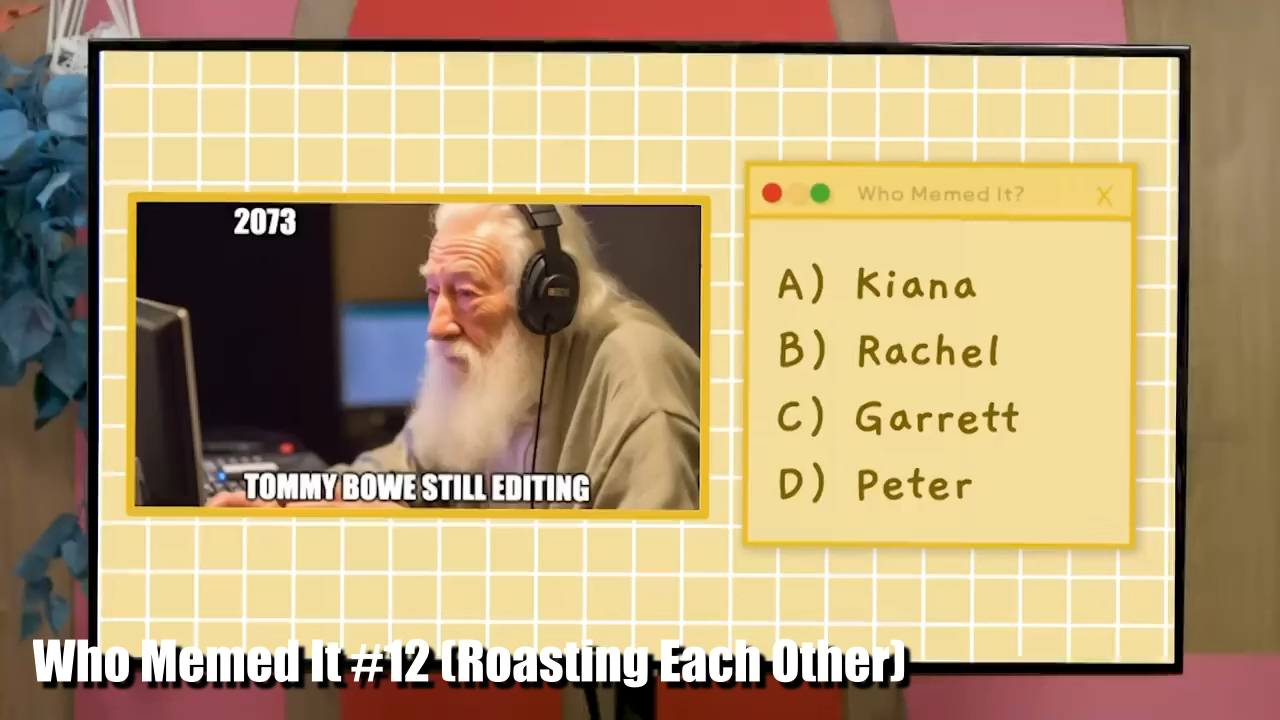 2073
TOMMY BOWE STILL EDITING
Who Memed It?
X
A) Kiana
B) Rachel
C) Garrett
D) Peter
Who Memed It #12 (Roasting Each Other)